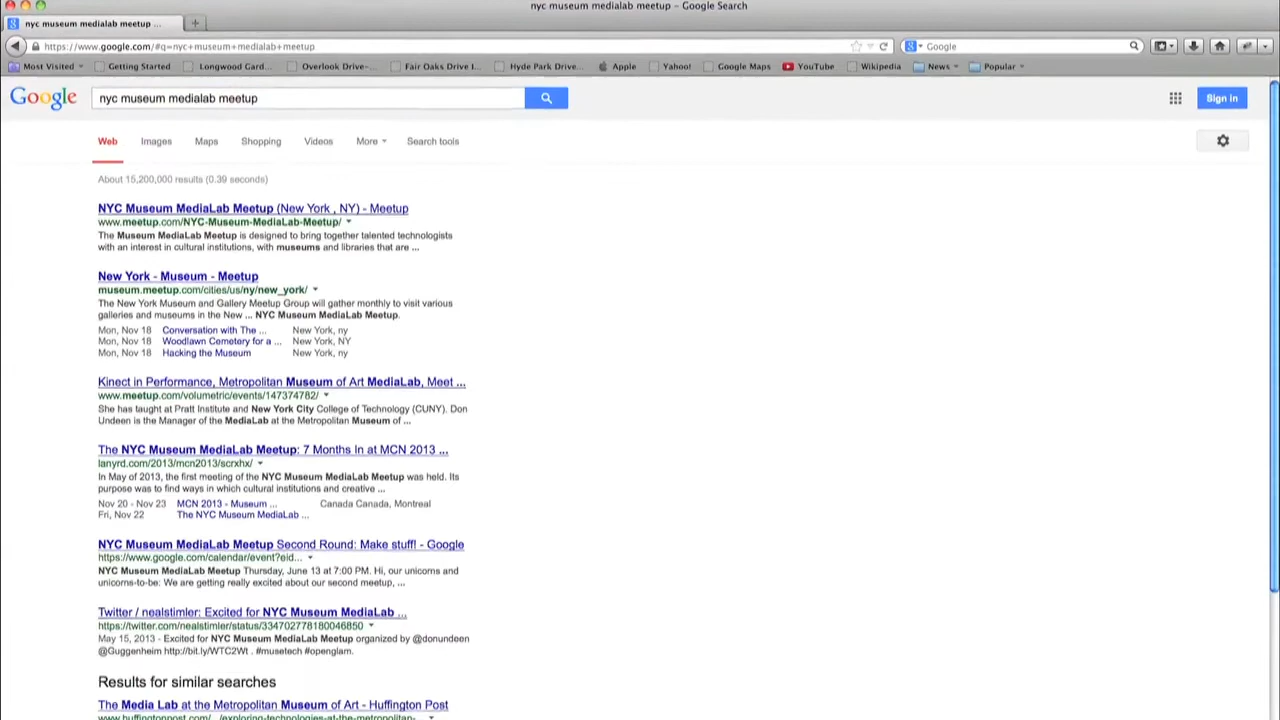 nyc museum medialab meetup – Google Search
nyc museum medialab meetup ...
https://www.google.com/#q=nyc+museum+medialab+meetup
Google
Most Visited
Getting Started
Longwood Gard...
Overlook Drive-...
Fair Oaks Drive I...
Hyde Park Drive...
Apple
Yahoo!
Google Maps
YouTube
Wikipedia
News
Popular
Google
nyc museum medialab meetup
Sign in
Web Images Maps Shopping Videos More Search tools
About 15,200,000 results (0.39 seconds)
NYC Museum MediaLab Meetup (New York , NY) - Meetup
www.meetup.com/NYC-Museum-MediaLab-Meetup/
The Museum MediaLab Meetup is designed to bring together talented technologists
with an interest in cultural institutions, with museums and libraries that are ...
New York - Museum - Meetup
museum.meetup.com/cities/us/ny/new_york/
The New York Museum and Gallery Meetup Group will gather monthly to visit various
galleries and museums in the New ... NYC Museum MediaLab Meetup.
Mon, Nov 18 Conversation with The ... New York, ny
Mon, Nov 18 Woodlawn Cemetery for a ... New York, NY
Mon, Nov 18 Hacking the Museum New York, ny
Kinect in Performance, Metropolitan Museum of Art MediaLab, Meet ...
www.meetup.com/volumetric/events/147374782/
She has taught at Pratt Institute and New York City College of Technology (CUNY). Don
Undeen is the Manager of the MediaLab at the Metropolitan Museum of ...
The NYC Museum MediaLab Meetup: 7 Months In at MCN 2013 ...
lanyrd.com/2013/mcn2013/scrxhx/
In May of 2013, the first meeting of the NYC Museum MediaLab Meetup was held. Its
purpose was to find ways in which cultural institutions and creative ...
Nov 20 - Nov 23 MCN 2013 - Museum ... Canada Canada, Montreal
Fri, Nov 22 The NYC Museum MediaLab ...
NYC Museum MediaLab Meetup Second Round: Make stuff! - Google
https://www.google.com/calendar/event?eid...
NYC Museum MediaLab Meetup Thursday, June 13 at 7:00 PM. Hi, our unicorns and
unicorns-to-be: We are getting really excited about our second meetup, ...
Twitter / nealstimler: Excited for NYC Museum MediaLab ...
https://twitter.com/nealstimler/status/334702778180046850
May 15, 2013 - Excited for NYC Museum MediaLab Meetup organized by @donundeen
@Guggenheim http://bit.ly/WTC2Wt . #musetech #openglam.
Results for similar searches
The Media Lab at the Metropolitan Museum of Art - Huffington Post
www.huffingtonpost.com/.../exploring-technologies-at-the-metropolitan-